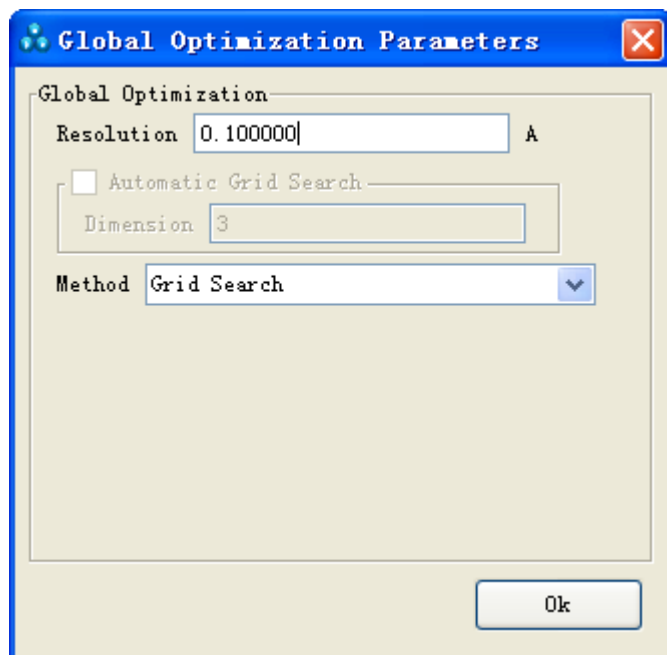 Global Optimization Parameters
Global Optimization
Resolution 0.100000 A
Automatic Grid Search
Dimension 3
Method Grid Search
Ok